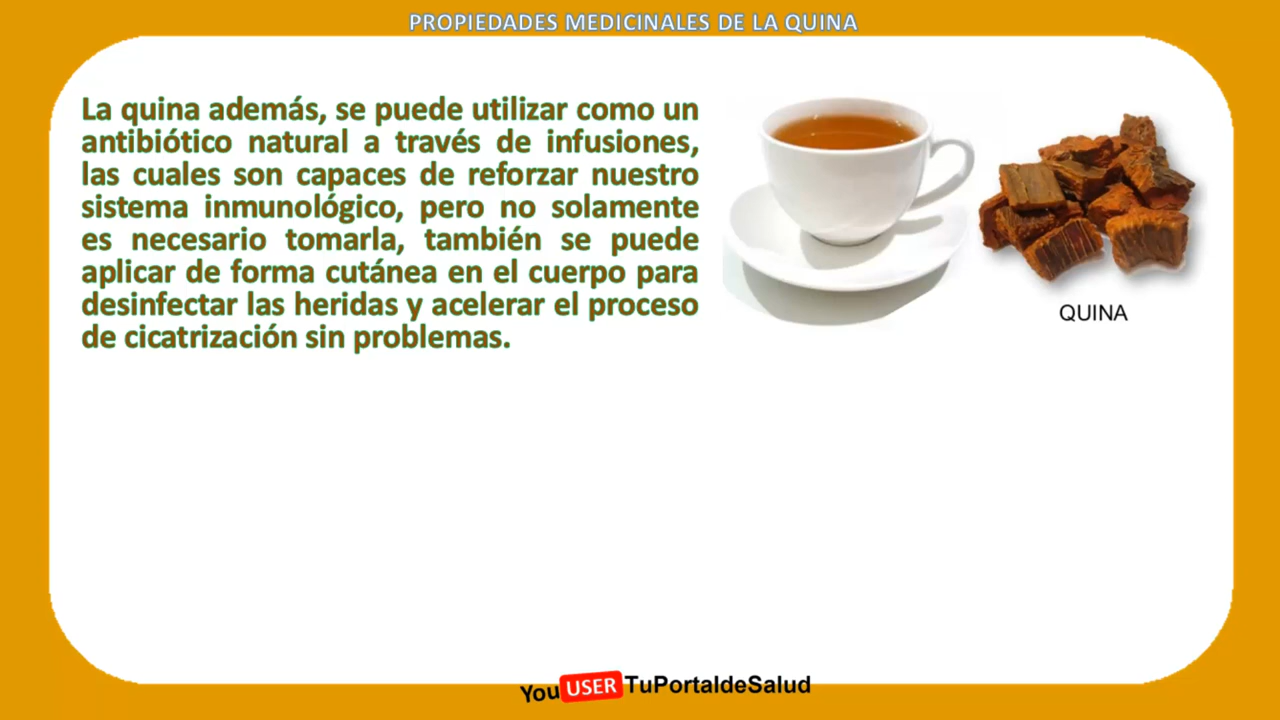 PROPIEDADES MEDICINALES DE LA QUINA
La quina además, se puede utilizar como un
antibiótico natural a través de infusiones,
las cuales son capaces de reforzar nuestro
sistema inmunológico, pero no solamente
es necesario tomarla, también se puede
aplicar de forma cutánea en el cuerpo para
desinfectar las heridas y acelerar el proceso
de cicatrización sin problemas.
QUINA
You USER TuPortaldeSalud